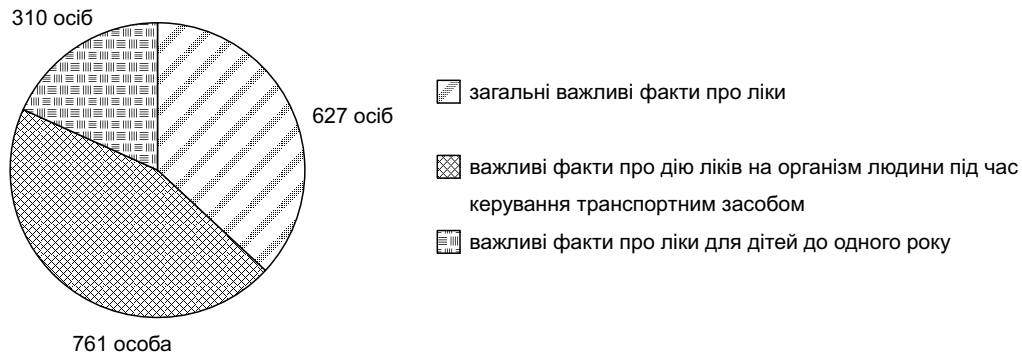 310 осіб
627 осіб
761 особа
загальні важливі факти про ліки
важливі факти про дію ліків на організм людини під час
керування транспортним засобом
важливі факти про ліки для дітей до одного року